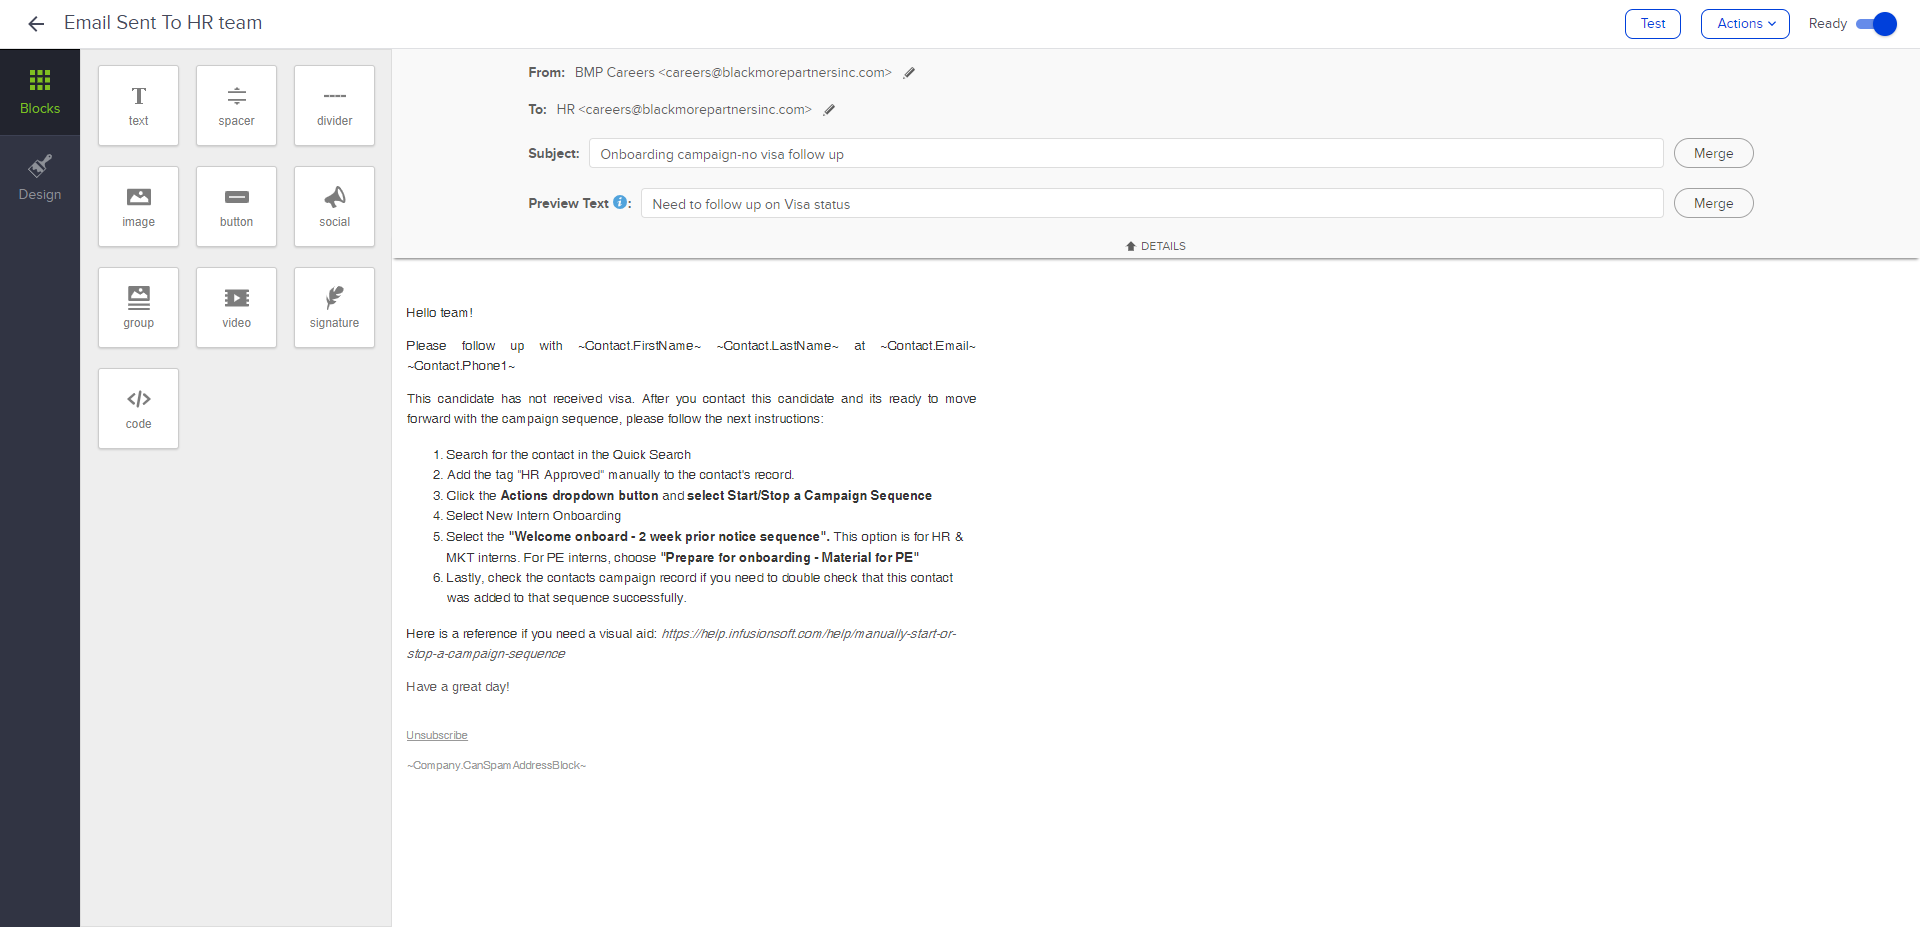 Email Sent To HR team
Test
Actions
Ready
Blocks
Design
text
spacer
divider
image
button
social
group
video
signature
code
From: BMP Careers <careers@blackmorepartnersinc.com>
To: HR <careers@blackmorepartnersinc.com>
Subject: Onboarding campaign-no visa follow up
Merge
Preview Text i: Need to follow up on Visa status
Merge
DETAILS
Hello team!
Please follow up with ~Contact.FirstName~ ~Contact.LastName~ at ~Contact.Email~
~Contact.Phone1~
This candidate has not received visa. After you contact this candidate and its ready to move
forward with the campaign sequence, please follow the next instructions:
1. Search for the contact in the Quick Search
2. Add the tag "HR Approved" manually to the contact's record.
3. Click the Actions dropdown button and select Start/Stop a Campaign Sequence
4. Select New Intern Onboarding
5. Select the "Welcome onboard - 2 week prior notice sequence". This option is for HR &
MKT interns. For PE interns, choose "Prepare for onboarding - Material for PE"
6. Lastly, check the contacts campaign record if you need to double check that this contact
was added to that sequence successfully.
Here is a reference if you need a visual aid: https://help.infusionsoft.com/help/manually-start-or-
stop-a-campaign-sequence
Have a great day!
Unsubscribe
~Company.CanSpamAddressBlock~